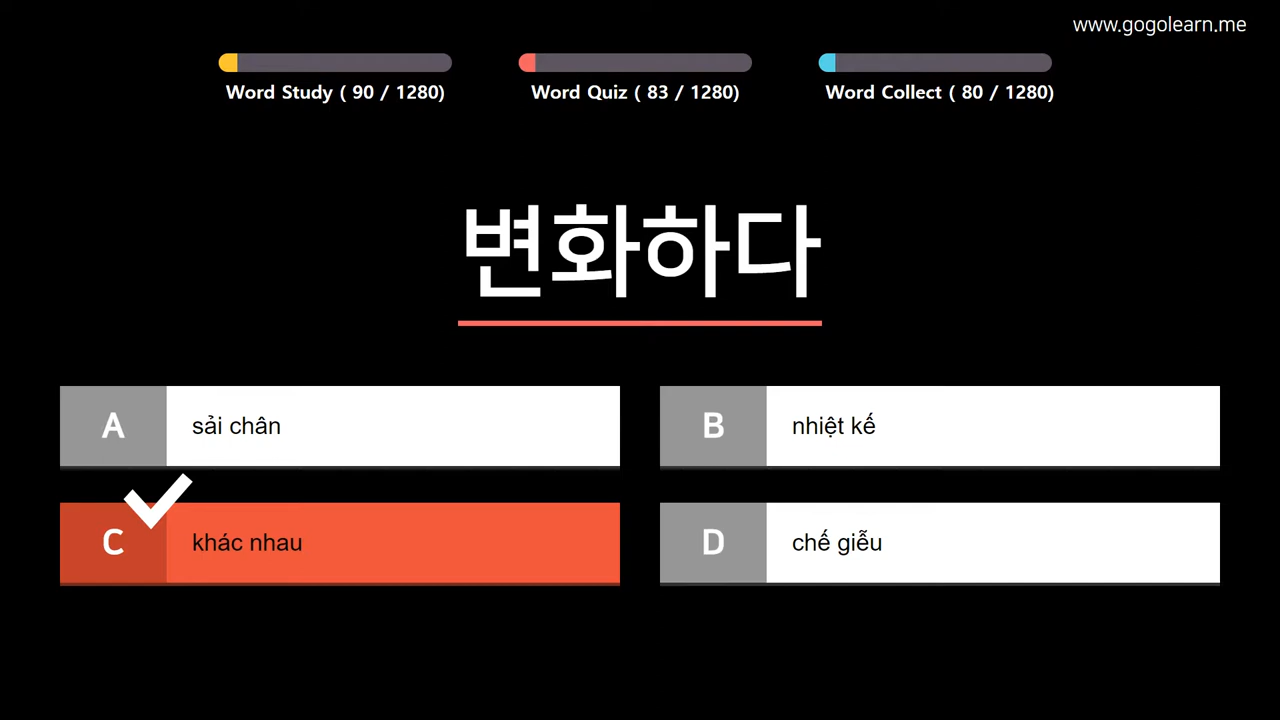 www.gogolearn.me
Word Study ( 90 / 1280)
Word Quiz ( 83 / 1280)
Word Collect ( 80 / 1280)
변화하다
A sải chân
B nhiệt kế
C khác nhau
D chế giễu